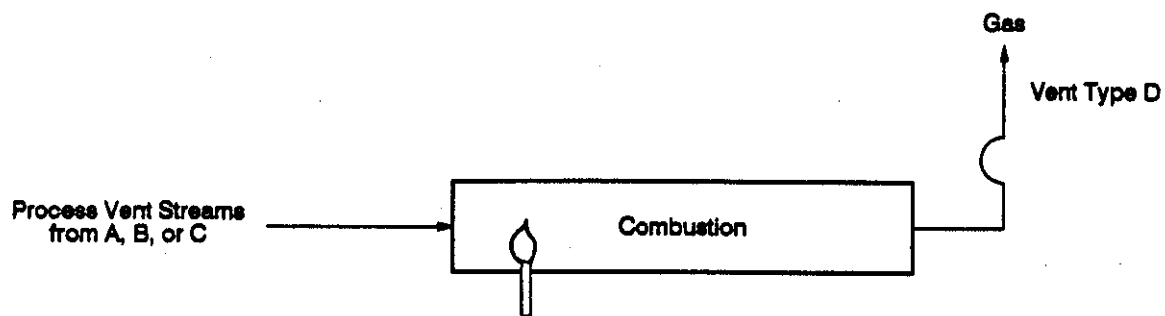 Gas
Vent Type D
Process Vent Streams
from A, B, or C
Combustion